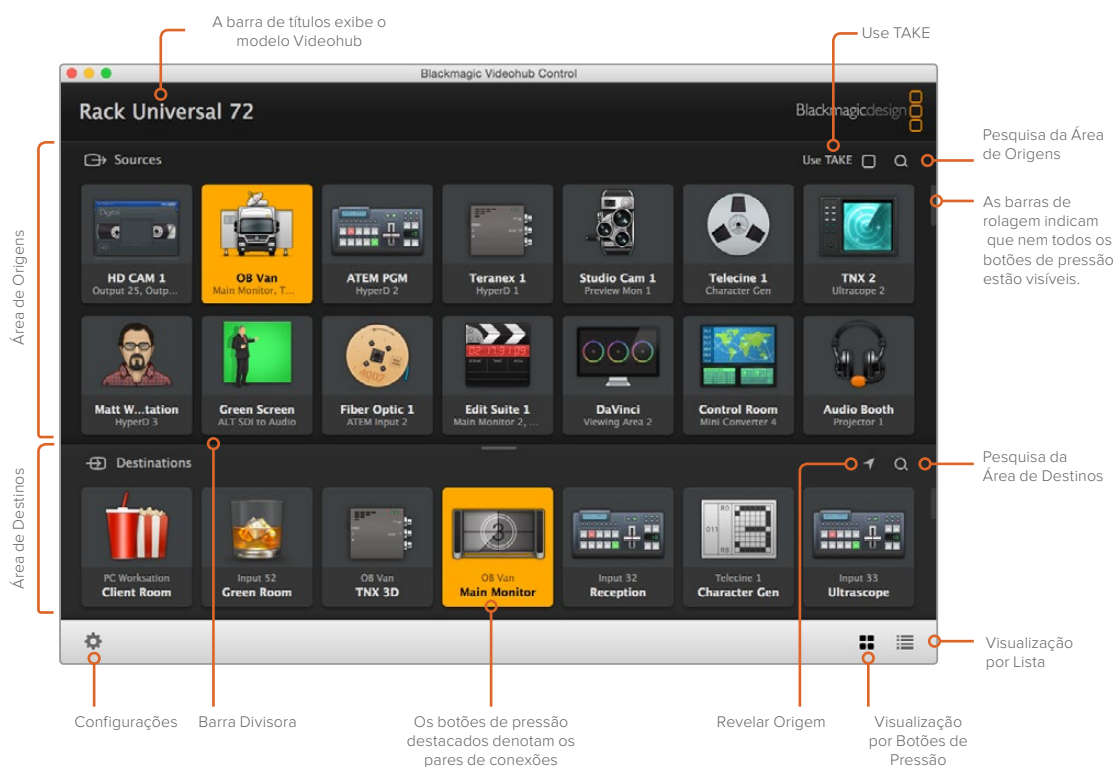 A barra de títulos exibe o
modelo Videohub
Use TAKE
Blackmagic Videohub Control
Rack Universal 72
Blackmagicdesign
Pesquisa da Área
de Origens
Sources
Use TAKE
As barras de
rolagem indicam
que nem todos os
botões de pressão
estão visíveis.
Área de Origens
Digital
HD CAM 1
Output 25, Outp...
OB Van
Main Monitor, T...
ATEM PGM
HyperD 2
Teranex 1
HyperD 1
Studio Cam 1
Preview Mon 1
Telecine 1
Character Gen
TNX 2
Ultrascope 2
Matt W...tation
HyperD 3
Green Screen
ALT SDI to Audio
Fiber Optic 1
ATEM Input 2
Edit Suite 1
Main Monitor 2, ...
DaVinci
Viewing Area 2
Control Room
Mini Converter 4
Audio Booth
Projector 1
Destinations
Pesquisa da
Área de Destinos
Área de Destinos
3
R0
011
R8
PC Worksation
Client Room
Input 52
Green Room
OB Van
TNX 3D
OB Van
Main Monitor
Input 32
Reception
Telecine 1
Character Gen
Input 33
Ultrascope
Visualização
por Lista
Configurações
Barra Divisora
Os botões de pressão
destacados denotam os
pares de conexões
Revelar Origem
Visualização
por Botões de
Pressão